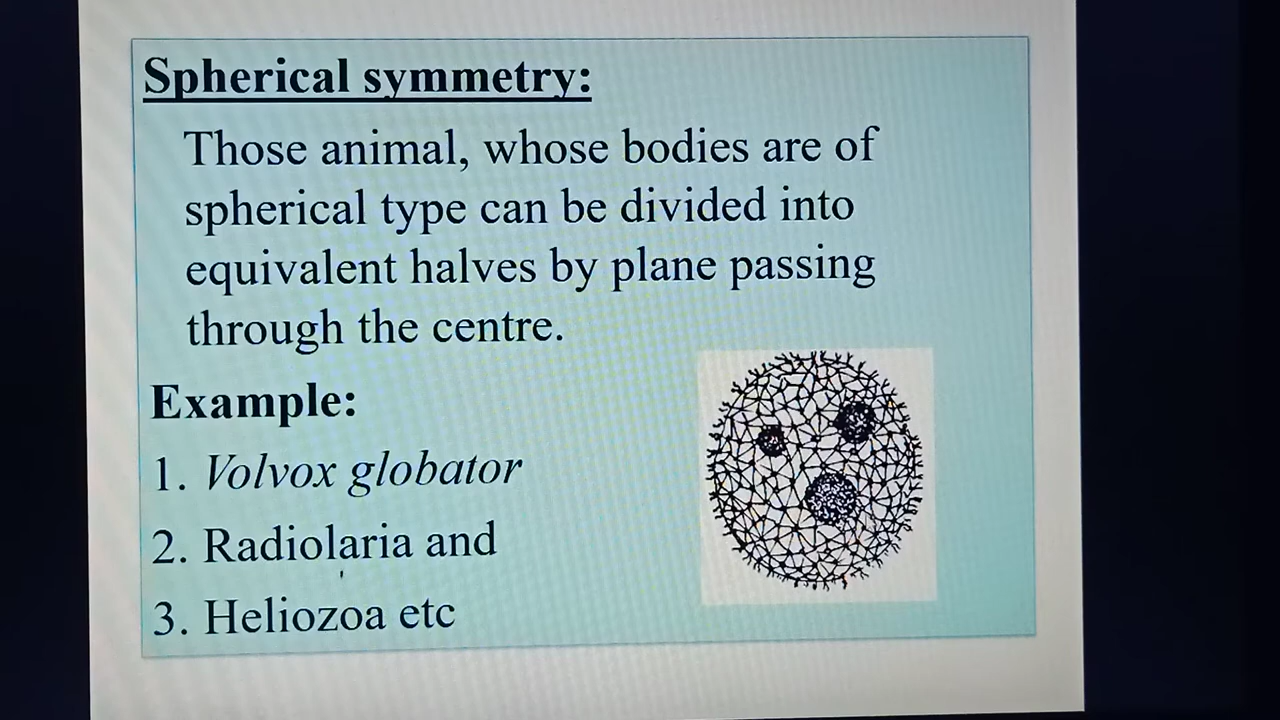 Spherical symmetry:
Those animal, whose bodies are of
spherical type can be divided into
equivalent halves by plane passing
through the centre.
Example:
1. Volvox globator
2. Radiolaria and
3. Heliozoa etc